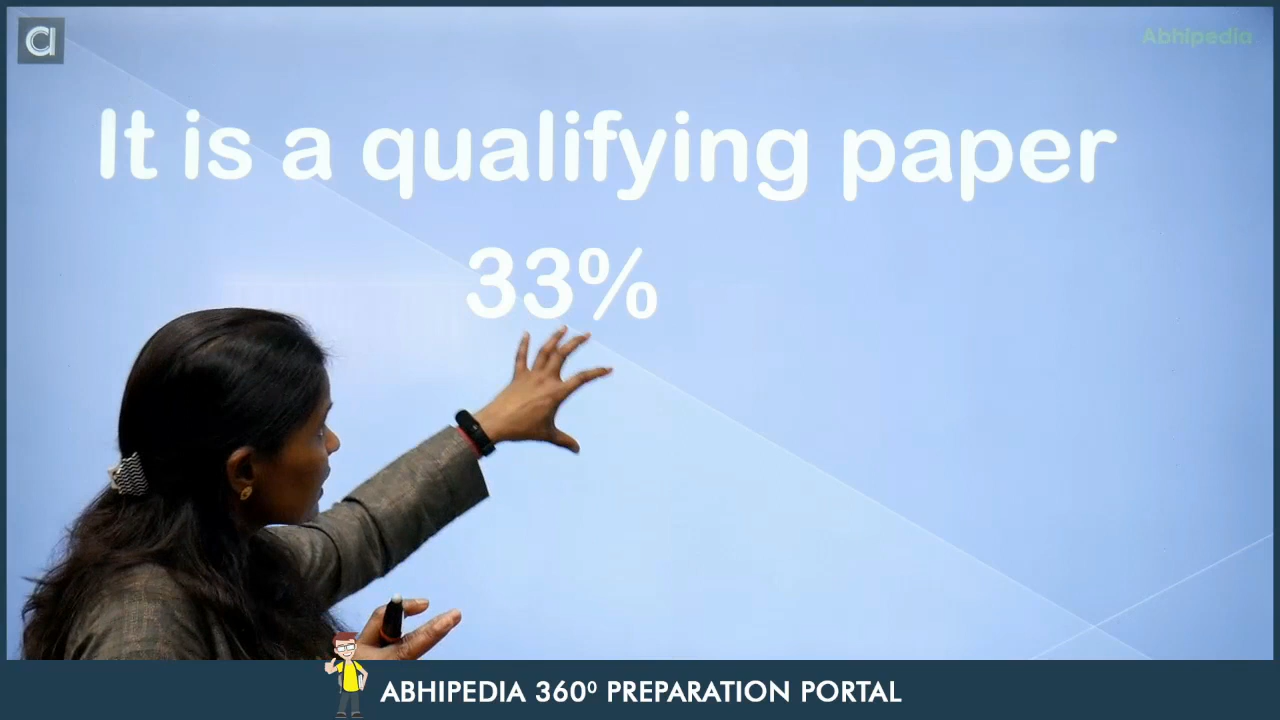 a
Abhipedia
It is a qualifying paper
33%
ABHIPEDIA 360⁰ PREPARATION PORTAL